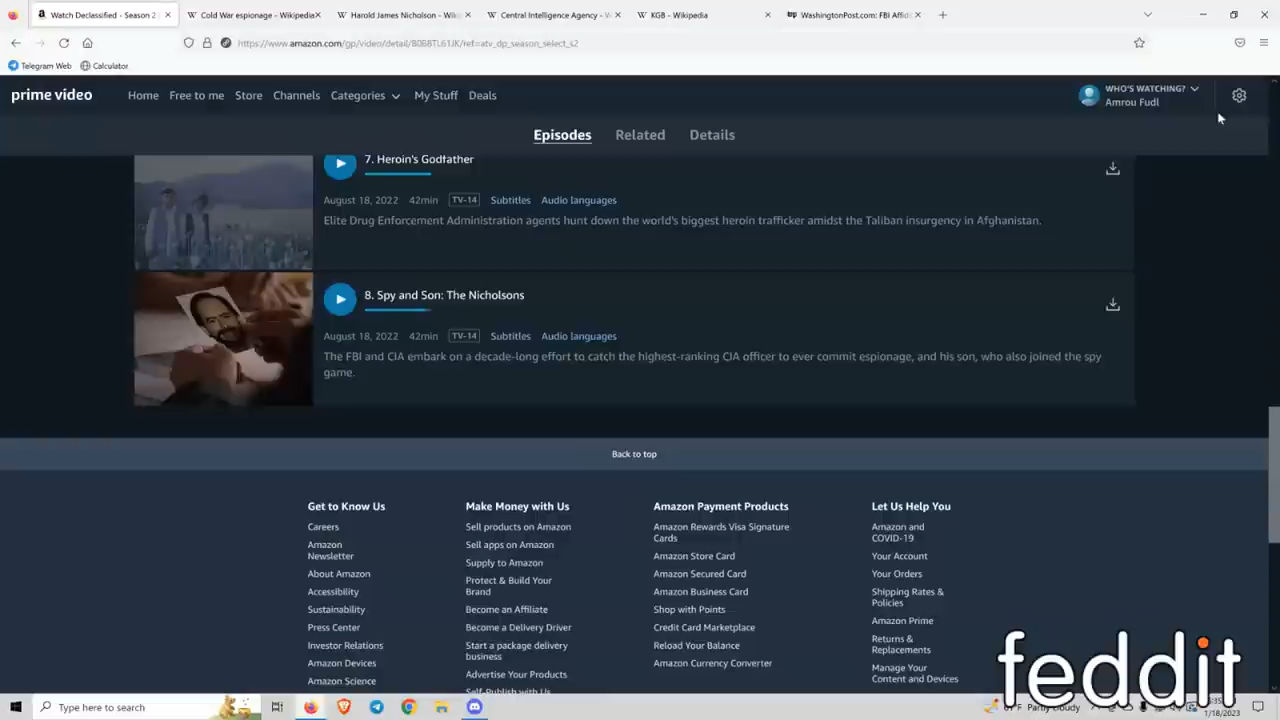 Watch Declassified - Season 2
Cold War espionage - Wikipedia
Harold James Nicholson - Wiki
Central Intelligence Agency - W
KGB - Wikipedia
WashingtonPost.com: FBI Affid
Telegram Web
Calculator
prime video
Home
Free to me
Store
Channels
Categories
My Stuff
Deals
WHO'S WATCHING?
Amrou Fudl
Episodes
Related
Details
7. Heroin's Godfather
August 18, 2022 42min TV-14 Subtitles Audio languages
Elite Drug Enforcement Administration agents hunt down the world's biggest heroin trafficker amidst the Taliban insurgency in Afghanistan.
8. Spy and Son: The Nicholsons
August 18, 2022 42min TV-14 Subtitles Audio languages
The FBI and CIA embark on a decade-long effort to catch the highest-ranking CIA officer to ever commit espionage, and his son, who also joined the spy
game.
Back to top
Get to Know Us
Careers
Amazon
Newsletter
About Amazon
Accessibility
Sustainability
Press Center
Investor Relations
Amazon Devices
Amazon Science
Make Money with Us
Sell products on Amazon
Sell apps on Amazon
Supply to Amazon
Protect & Build Your
Brand
Become an Affiliate
Become a Delivery Driver
Start a package delivery
business
Advertise Your Products
Self-Publish with Us
Amazon Payment Products
Amazon Rewards Visa Signature
Cards
Amazon Store Card
Amazon Secured Card
Amazon Business Card
Shop with Points
Credit Card Marketplace
Reload Your Balance
Amazon Currency Converter
Let Us Help You
Amazon and
COVID-19
Your Account
Your Orders
Shipping Rates &
Policies
Amazon Prime
Returns &
Replacements
Manage Your
Content and Devices
feddit
Type here to search
Partly cloudy
1/18/2023